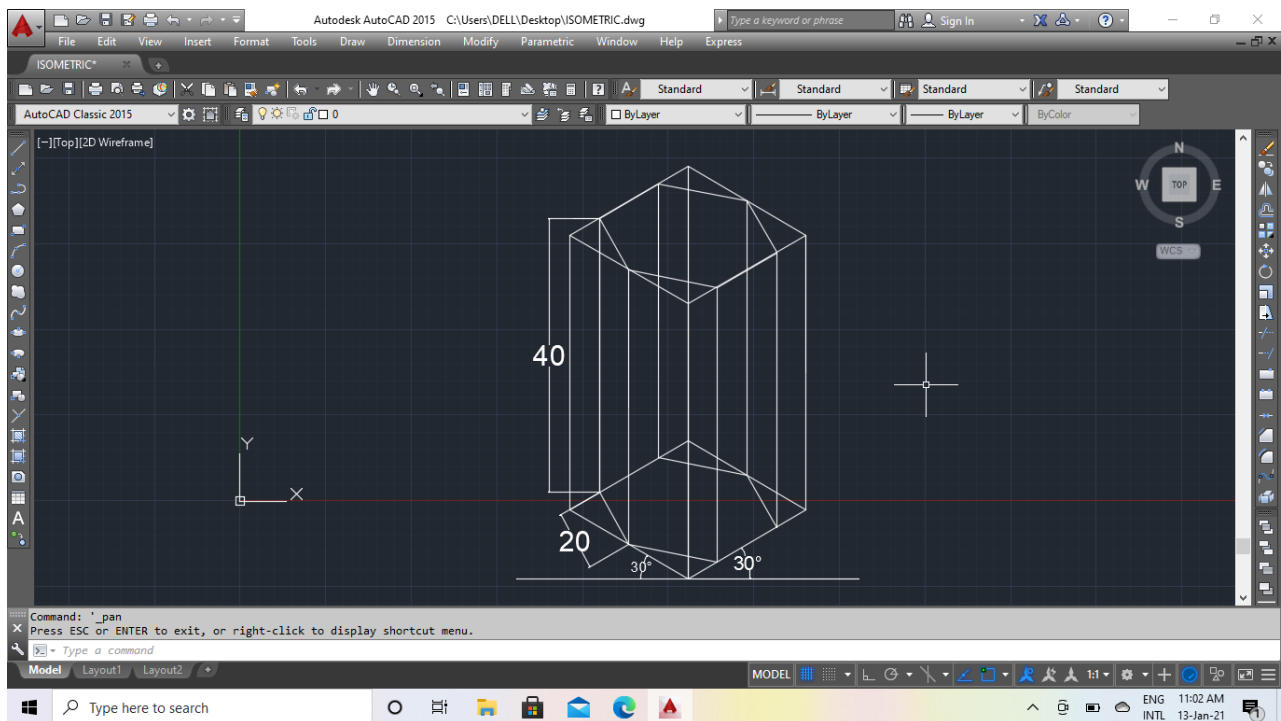 Autodesk AutoCAD 2015 C:\Users\DELL\Desktop\ISOMETRIC.dwg Type a keyword or phrase Sign In
File Edit View Insert Format Tools Draw Dimension Modify Parametric Window Help Express
ISOMETRIC*
Standard Standard Standard Standard
AutoCAD Classic 2015 0 ByLayer ByLayer ByLayer ByColor
[−][Top][2D Wireframe]
N
W TOP E
S
WCS
40
Y
X
20
30° 30°
Command: '_pan
Press ESC or ENTER to exit, or right-click to display shortcut menu.
Type a command
Model Layout1 Layout2 + MODEL 1:1
Type here to search ENG 11:02 AM
INTL 13-Jan-21